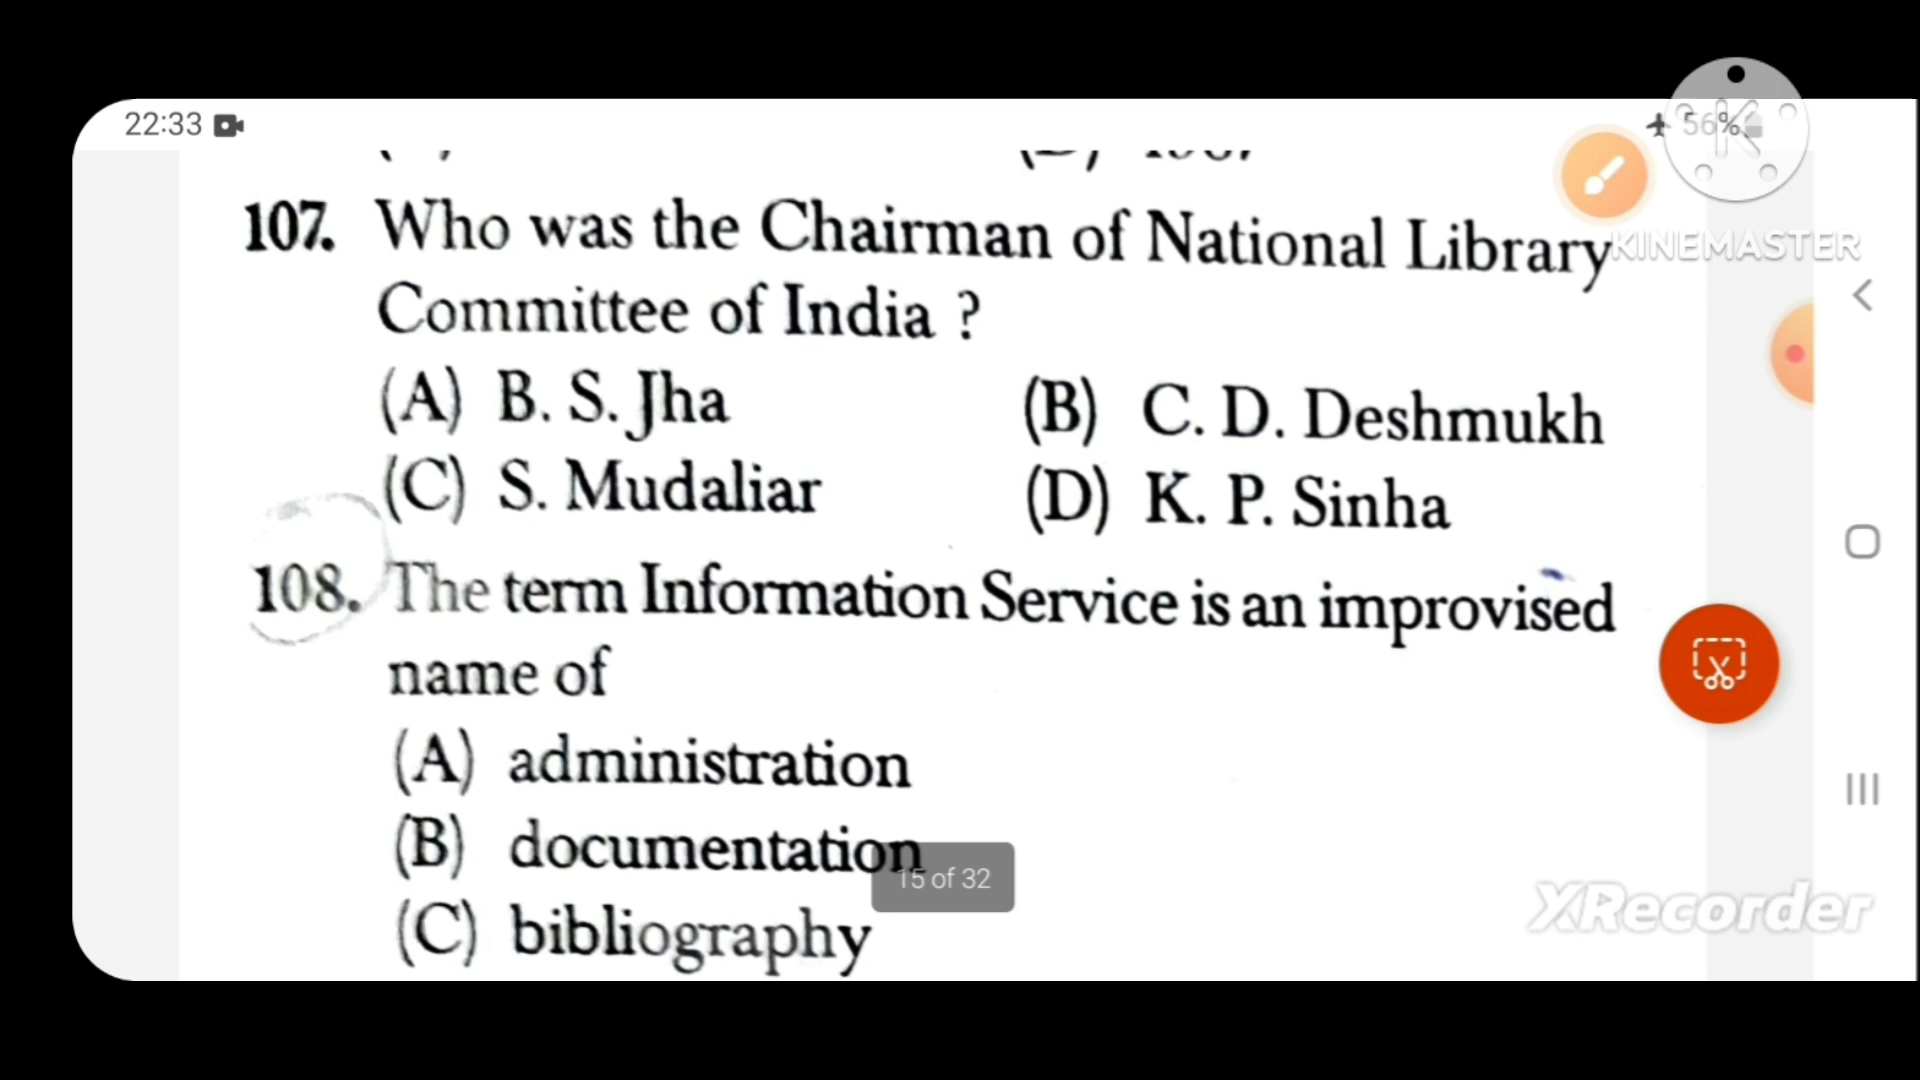 22:33
56%
107. Who was the Chairman of National Library
KINEMASTER
Committee of India ?
(A) B. S. Jha
(B) C. D. Deshmukh
(C) S. Mudaliar
(D) K. P. Sinha
108. The term Information Service is an improvised
name of
(A) administration
(B) documentation
15 of 32
(C) bibliography
XRecorder